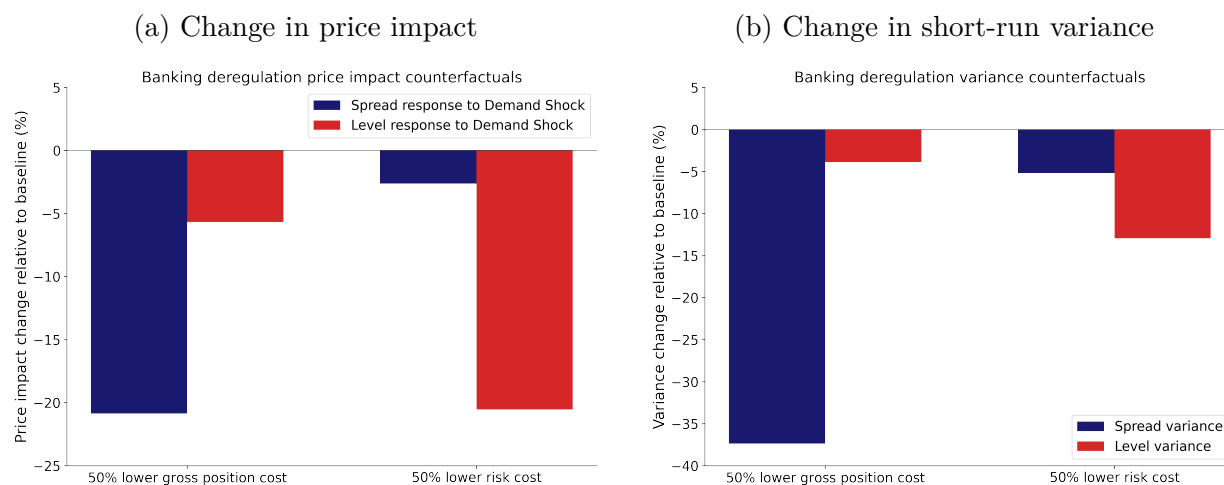 (a) Change in price impact
Banking deregulation price impact counterfactuals
Price impact change relative to baseline (%)
5
0
−5
−10
−15
−20
−25
Spread response to Demand Shock
Level response to Demand Shock
50% lower gross position cost
50% lower risk cost
(b) Change in short-run variance
Banking deregulation variance counterfactuals
Variance change relative to baseline (%)
5
0
−5
−10
−15
−20
−25
−30
−35
−40
Spread variance
Level variance
50% lower gross position cost
50% lower risk cost